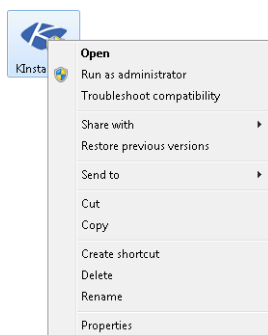 KInsta
Open
Run as administrator
Troubleshoot compatibility
Share with
Restore previous versions
Send to
Cut
Copy
Create shortcut
Delete
Rename
Properties